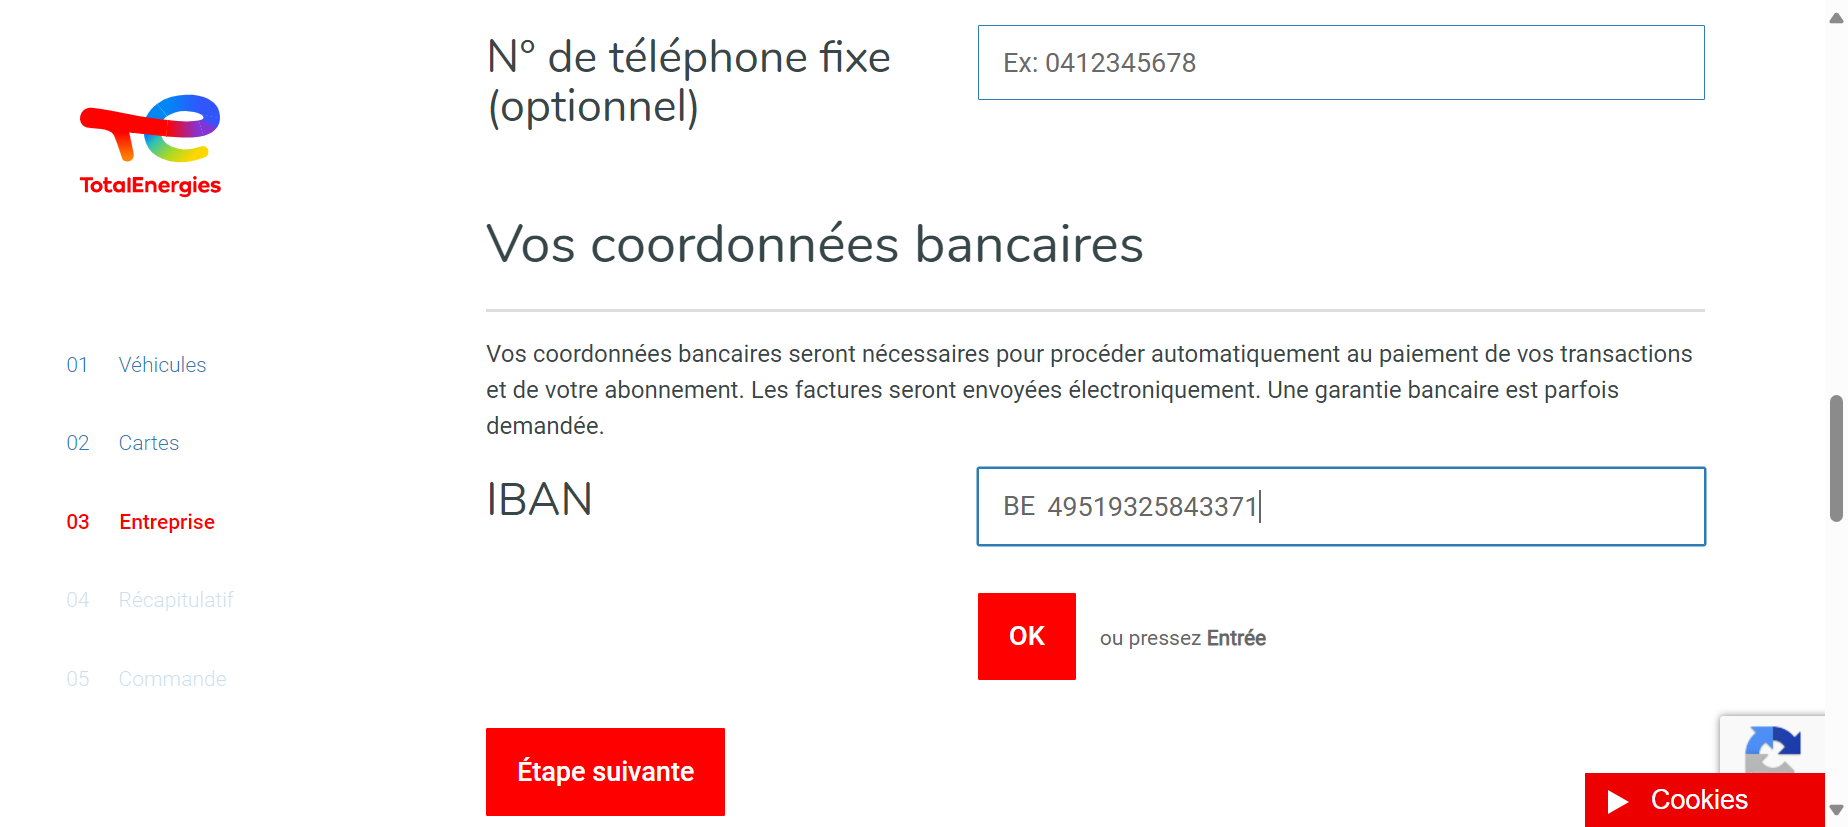 N° de téléphone fixe
(optionnel)
Ex: 0412345678
TotalEnergies
Vos coordonnées bancaires
Vos coordonnées bancaires seront nécessaires pour procéder automatiquement au paiement de vos transactions
et de votre abonnement. Les factures seront envoyées électroniquement. Une garantie bancaire est parfois
demandée.
01 Véhicules
02 Cartes
03 Entreprise
04 Récapitulatif
05 Commande
IBAN
BE 49519325843371
OK ou pressez Entrée
Étape suivante
Cookies